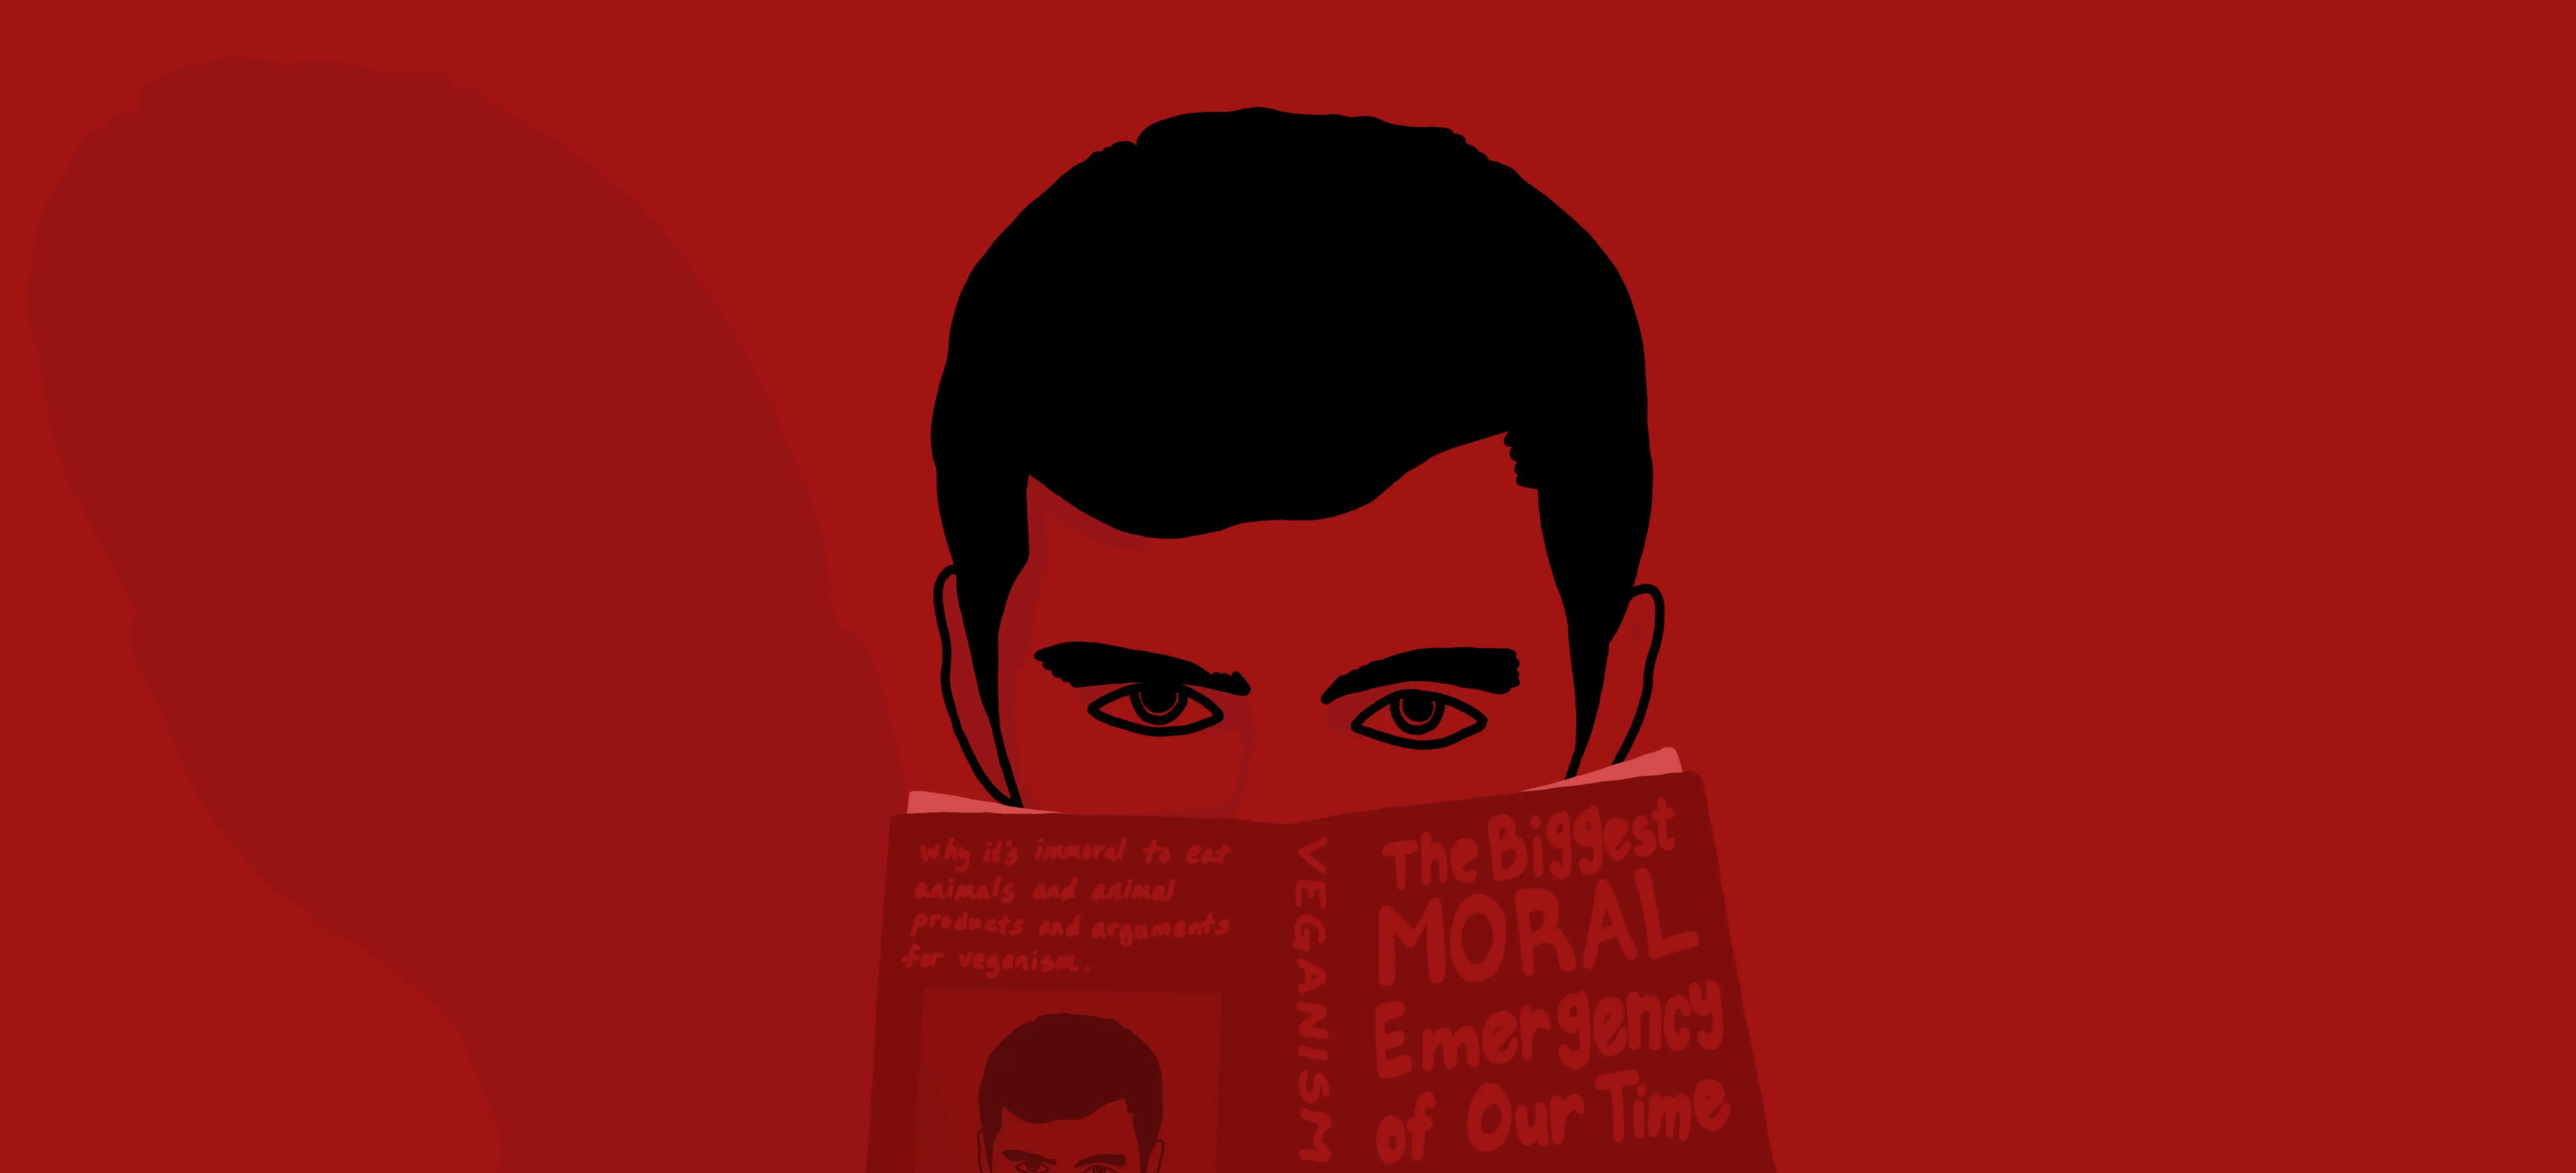 Why it's immoral to eat
animals and animal
products and arguments
for veganism.
VEGANISM
The Biggest
MORAL
Emergency
of Our Time